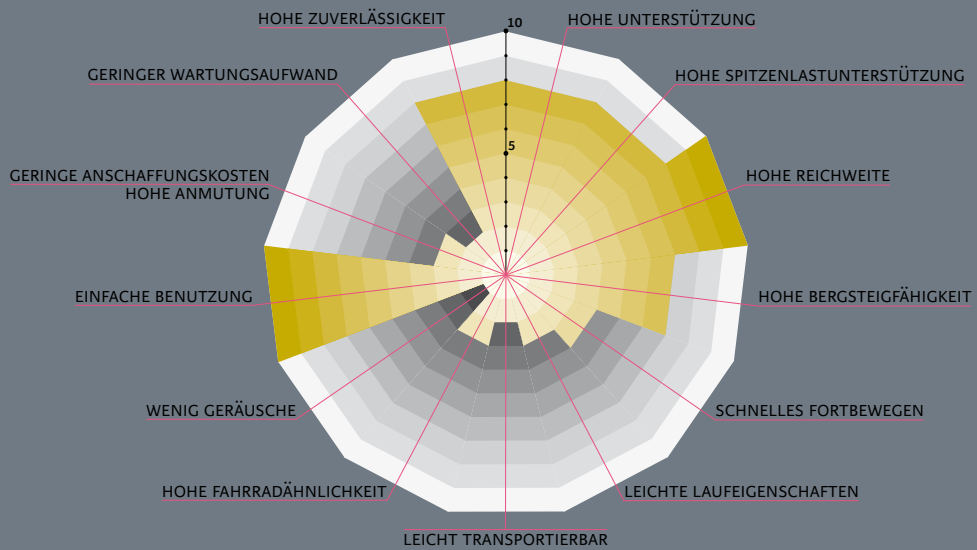 HOHE ZUVERLÄSSIGKEIT
10
HOHE UNTERSTÜTZUNG
GERINGER WARTUNGSAUFWAND
HOHE SPITZENLASTUNTERSTÜTZUNG
5
GERINGE ANSCHAFFUNGSKOSTEN
HOHE ANMUTUNG
HOHE REICHWEITE
EINFACHE BENUTZUNG
HOHE BERGSTEIGFÄHIGKEIT
WENIG GERÄUSCHE
SCHNELLES FORTBEWEGEN
HOHE FAHRRADÄHNLICHKEIT
LEICHTE LAUFEIGENSCHAFTEN
LEICHT TRANSPORTIERBAR